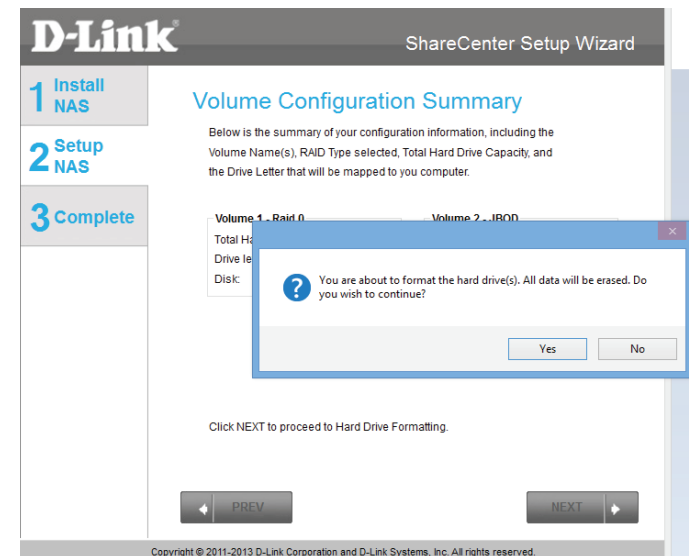 D-Link®
ShareCenter Setup Wizard
1 Install
NAS
2 Setup
NAS
3 Complete
Volume Configuration Summary
Below is the summary of your configuration information, including the
Volume Name(s), RAID Type selected, Total Hard Drive Capacity, and
the Drive Letter that will be mapped to you computer.
Volume 1 - Raid 0
Volume 2 - JBOD
Total
Drive
Disk:
You are about to format the hard drive(s). All data will be erased. Do
you wish to continue?
Yes
No
Click NEXT to proceed to Hard Drive Formatting.
PREV
NEXT
Copyright © 2011-2013 D-Link Corporation and D-Link Systems, Inc. All rights reserved.